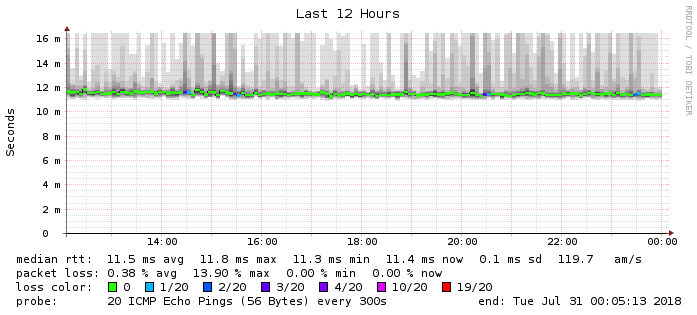 Last 12 Hours
RRDTOOL / TOBI OETIKER
Seconds
16 m
14 m
12 m
10 m
8 m
6 m
4 m
2 m
0
14:00 16:00 18:00 20:00 22:00 00:00
median rtt: 11.5 ms avg 11.8 ms max 11.3 ms min 11.4 ms now 0.1 ms sd 119.7 am/s
packet loss: 0.38 % avg 13.90 % max 0.00 % min 0.00 % now
loss color: 0 1/20 2/20 3/20 4/20 10/20 19/20
probe: 20 ICMP Echo Pings (56 Bytes) every 300s end: Tue Jul 31 00:05:13 2018